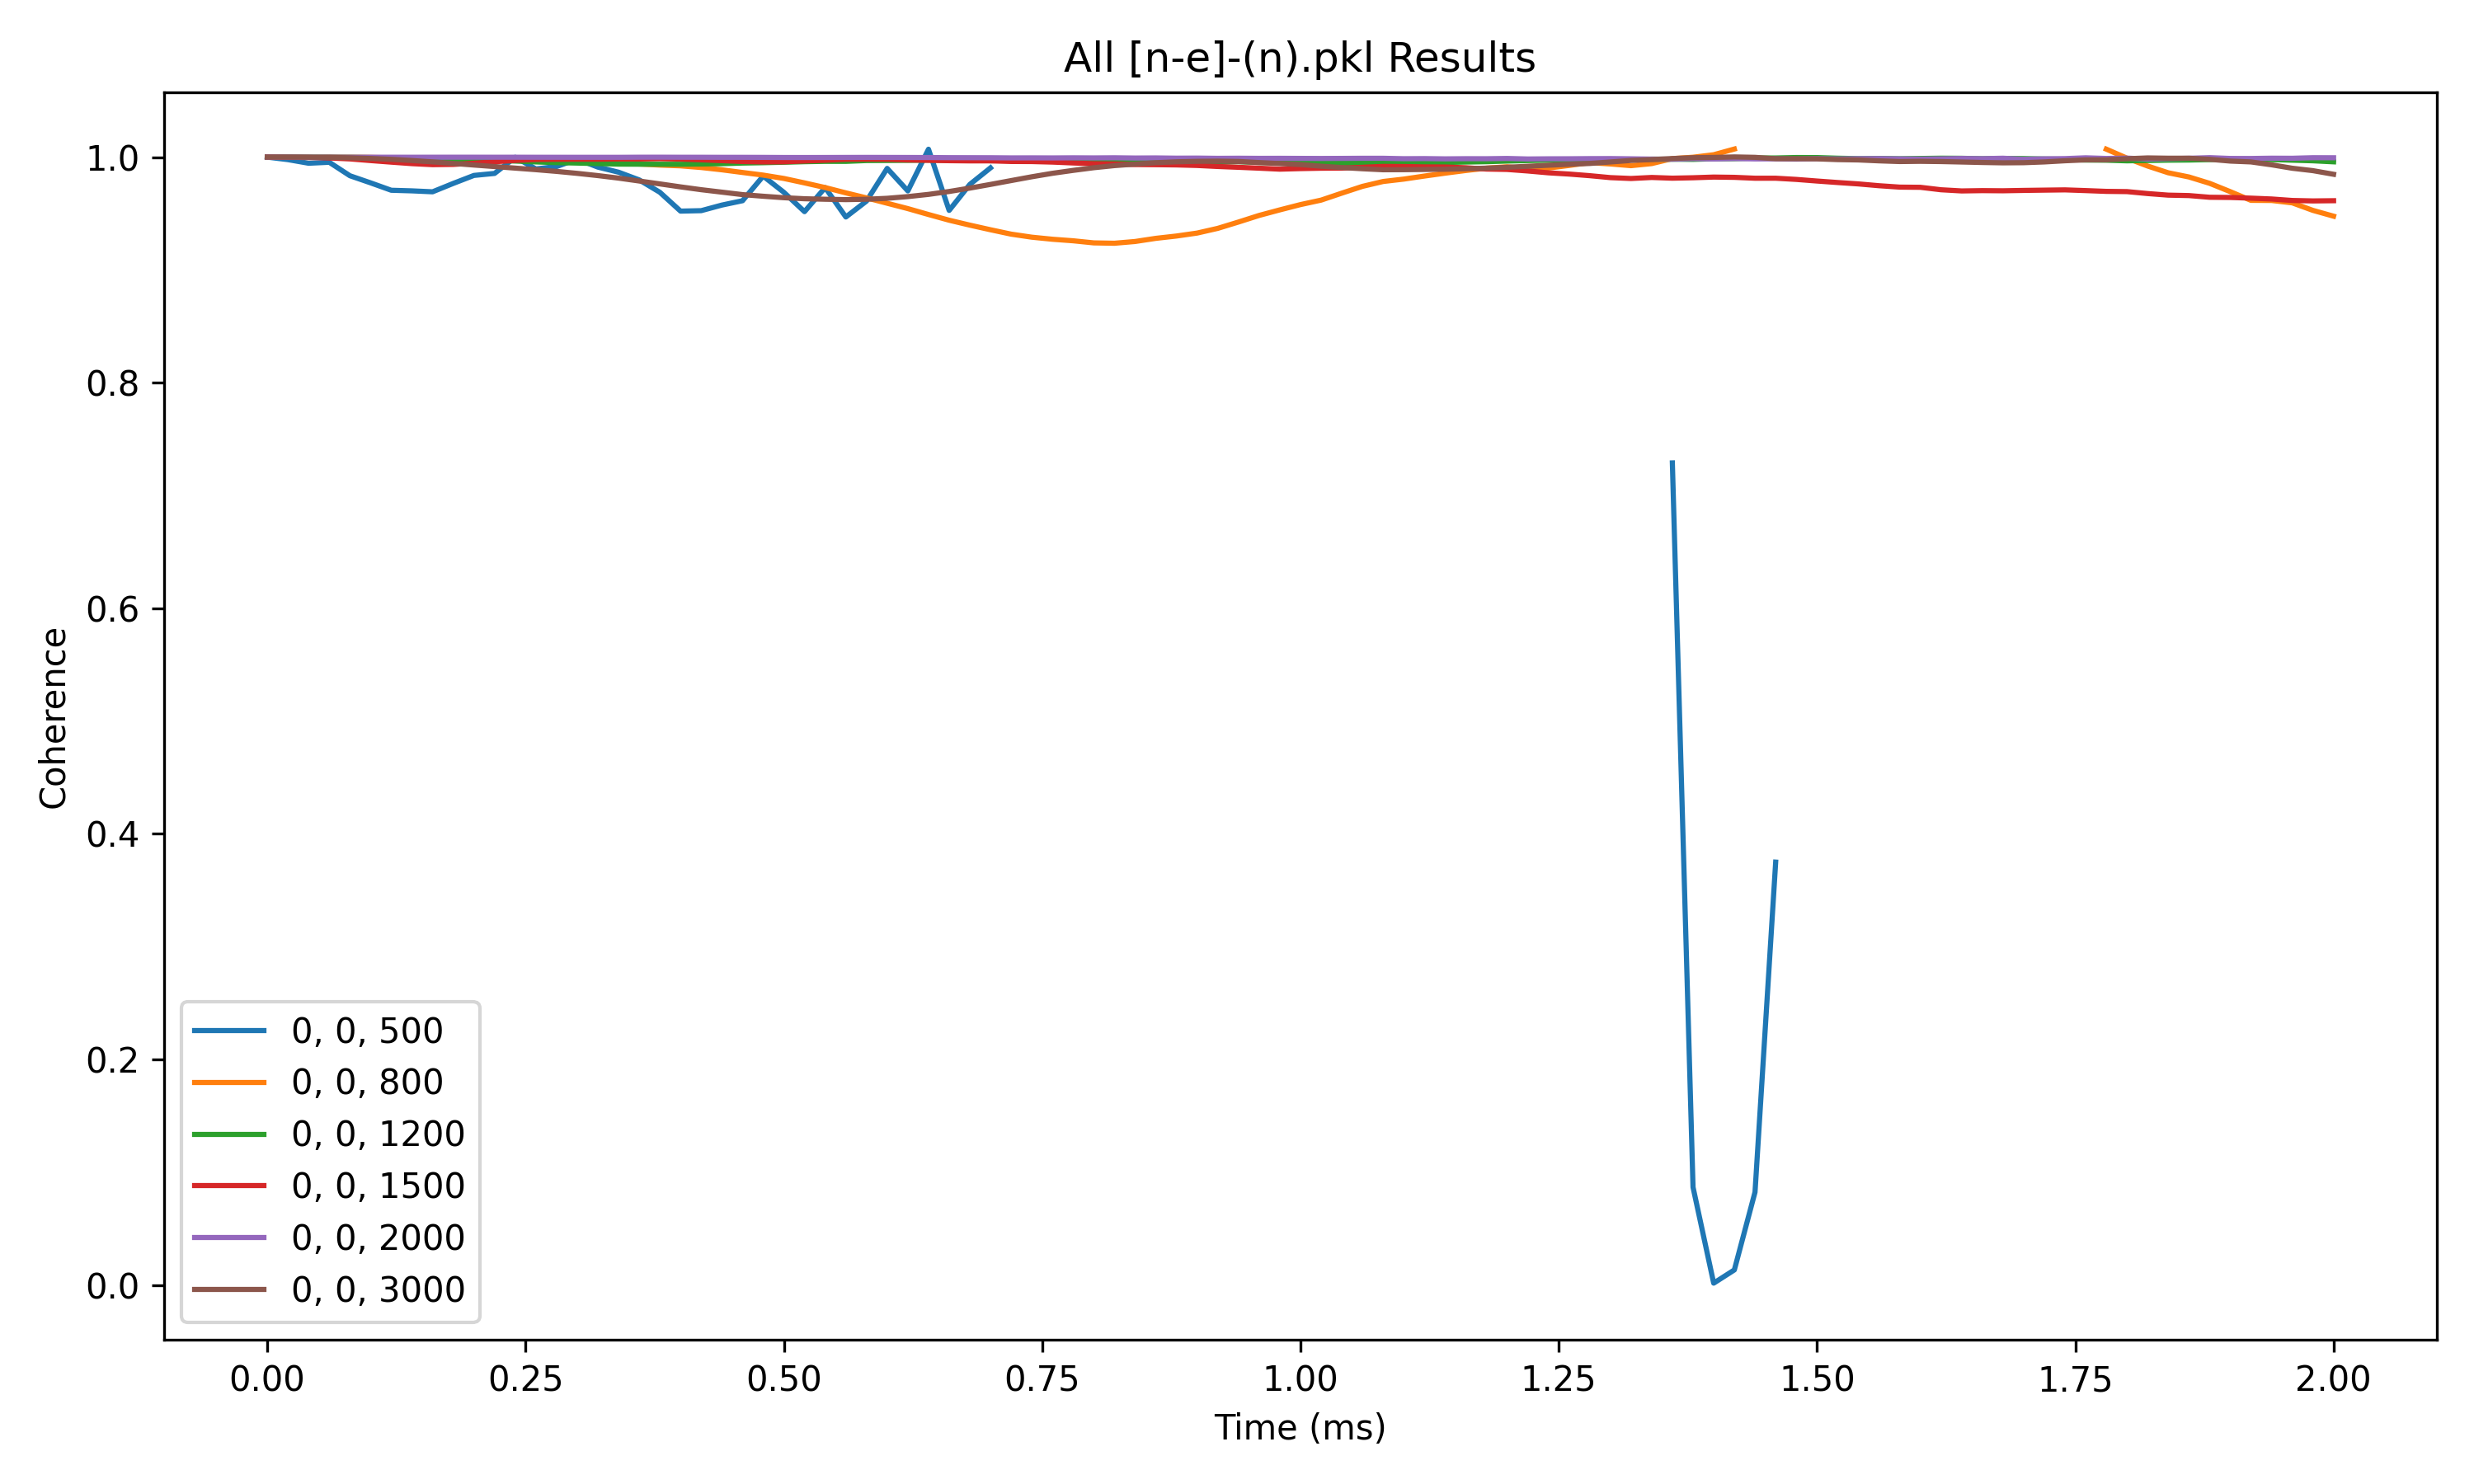 All [n-e]-(n).pkl Results
Coherence
1.0
0.8
0.6
0.4
0.2
0.0
0, 0, 500
0, 0, 800
0, 0, 1200
0, 0, 1500
0, 0, 2000
0, 0, 3000
0.00 0.25 0.50 0.75 1.00 1.25 1.50 1.75 2.00
Time (ms)